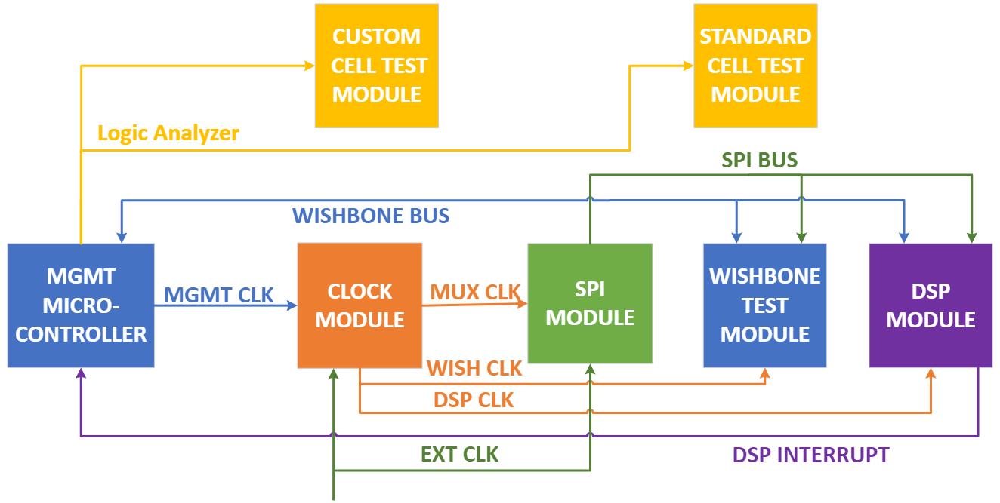 CUSTOM
CELL TEST
MODULE
STANDARD
CELL TEST
MODULE
Logic Analyzer
SPI BUS
WISHBONE BUS
MGMT
MICRO-
CONTROLLER
MGMT CLK
CLOCK
MODULE
MUX CLK
SPI
MODULE
WISHBONE
TEST
MODULE
DSP
MODULE
WISH CLK
DSP CLK
EXT CLK
DSP INTERRUPT